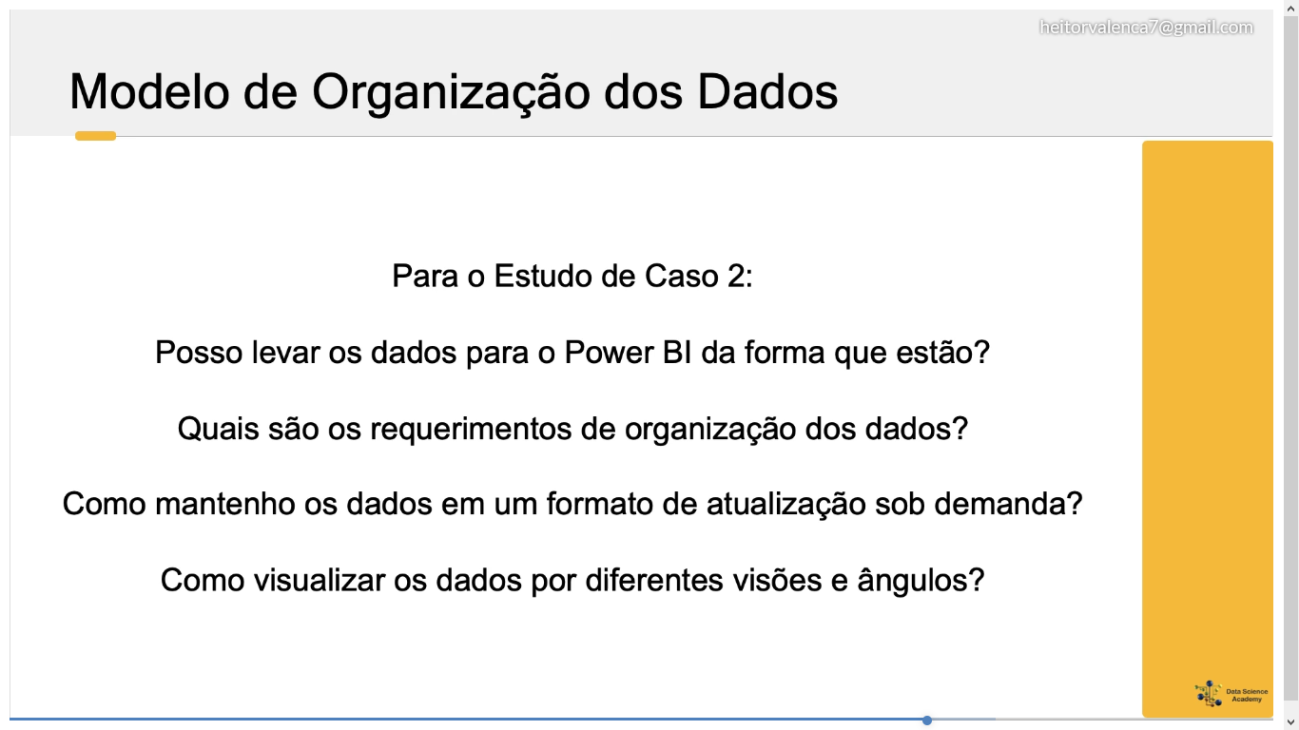 heitorvalenca7@gmail.com
Modelo de Organização dos Dados
Para o Estudo de Caso 2:
Posso levar os dados para o Power BI da forma que estão?
Quais são os requerimentos de organização dos dados?
Como mantenho os dados em um formato de atualização sob demanda?
Como visualizar os dados por diferentes visões e ângulos?
Data Science
Academy